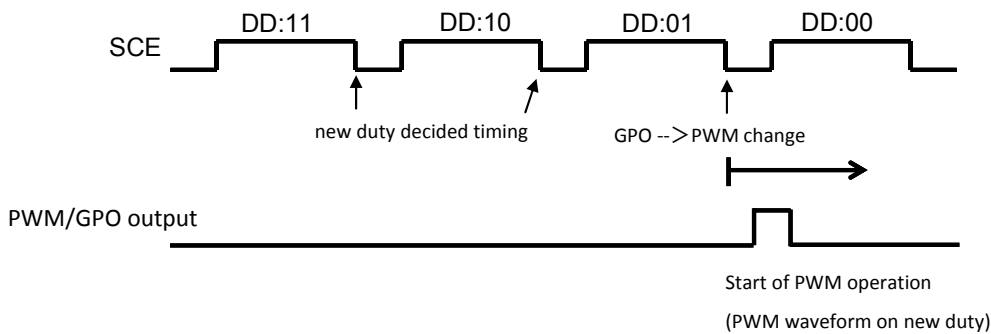 DD:11 DD:10 DD:01 DD:00
SCE
new duty decided timing
GPO --＞PWM change
PWM/GPO output
Start of PWM operation
(PWM waveform on new duty)